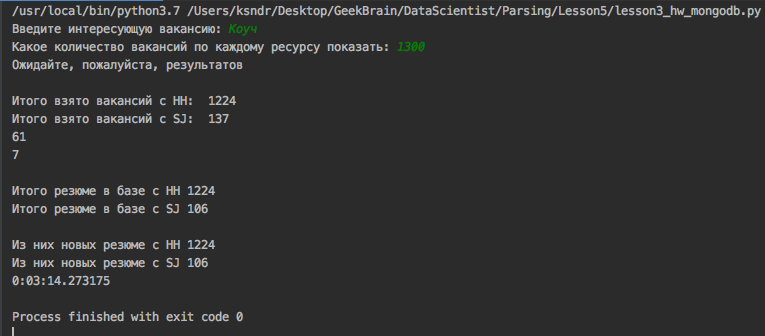 /usr/local/bin/python3.7 /Users/ksndr/Desktop/GeekBrain/DataScientist/Parsing/Lesson5/lesson3_hw_mongodb.py
Введите интересующую вакансию: Коуч
Какое количество вакансий по каждому ресурсу показать: 1300
Ожидайте, пожалуйста, результатов
Итого взято вакансий с HH:  1224
Итого взято вакансий с SJ:  137
61
7
Итого резюме в базе с HH 1224
Итого резюме в базе с SJ 106
Из них новых резюме с HH 1224
Из них новых резюме с SJ 106
0:03:14.273175
Process finished with exit code 0